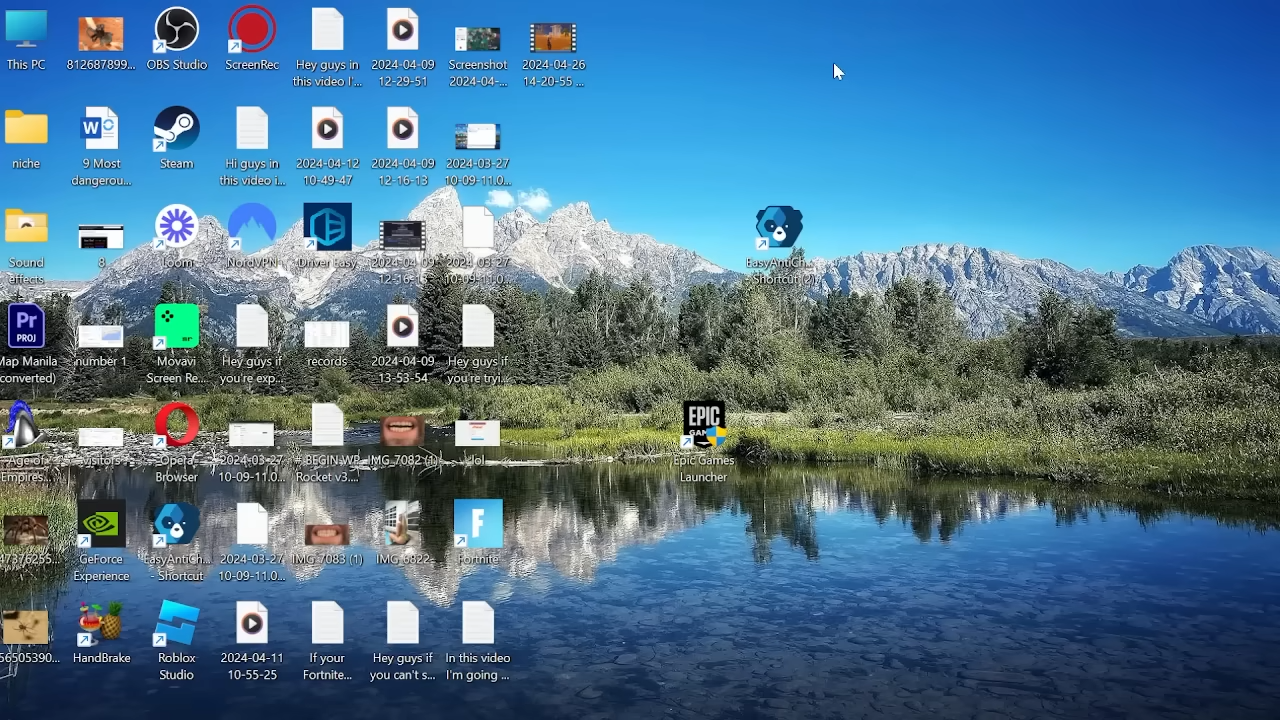 This PC
812687899...
OBS Studio
ScreenRec
Hey guys in
this video I'...
2024-04-09
12-29-51
Screenshot
2024-04-...
2024-04-26
14-20-55 ...
niche
9 Most
dangerou...
Steam
Hi guys in
this video i...
2024-04-12
10-49-47
2024-04-09
12-16-13
2024-03-27
10-09-11.0...
Sound
effects
8
Loom
NordVPN
Driver Easy
2024-04-09
12-16-13
2024-03-27
10-09-11.0...
EasyAntiCh...
- Shortcut (2)
Pr
PROJ
Map Manila
(converted)
number 1
Movavi
Screen Re...
Hey guys if
you're exp...
records
2024-04-09
13-53-54
Hey guys if
you're tryi...
Age of
Empires...
visitors
Opera
Browser
2024-03-27
10-09-11.0...
# BEGIN WP
Rocket v3....
IMG_7082 (1)
lol
EPIC
GAMES
Epic Games
Launcher
GeForce
Experience
EasyAntiCh...
- Shortcut
2024-03-27
10-09-11.0...
IMG_7083 (1)
IMG_6822
F
Fortnite
56505390...
HandBrake
Roblox
Studio
2024-04-11
10-55-25
If your
Fortnite...
Hey guys if
you can't s...
In this video
I'm going ...